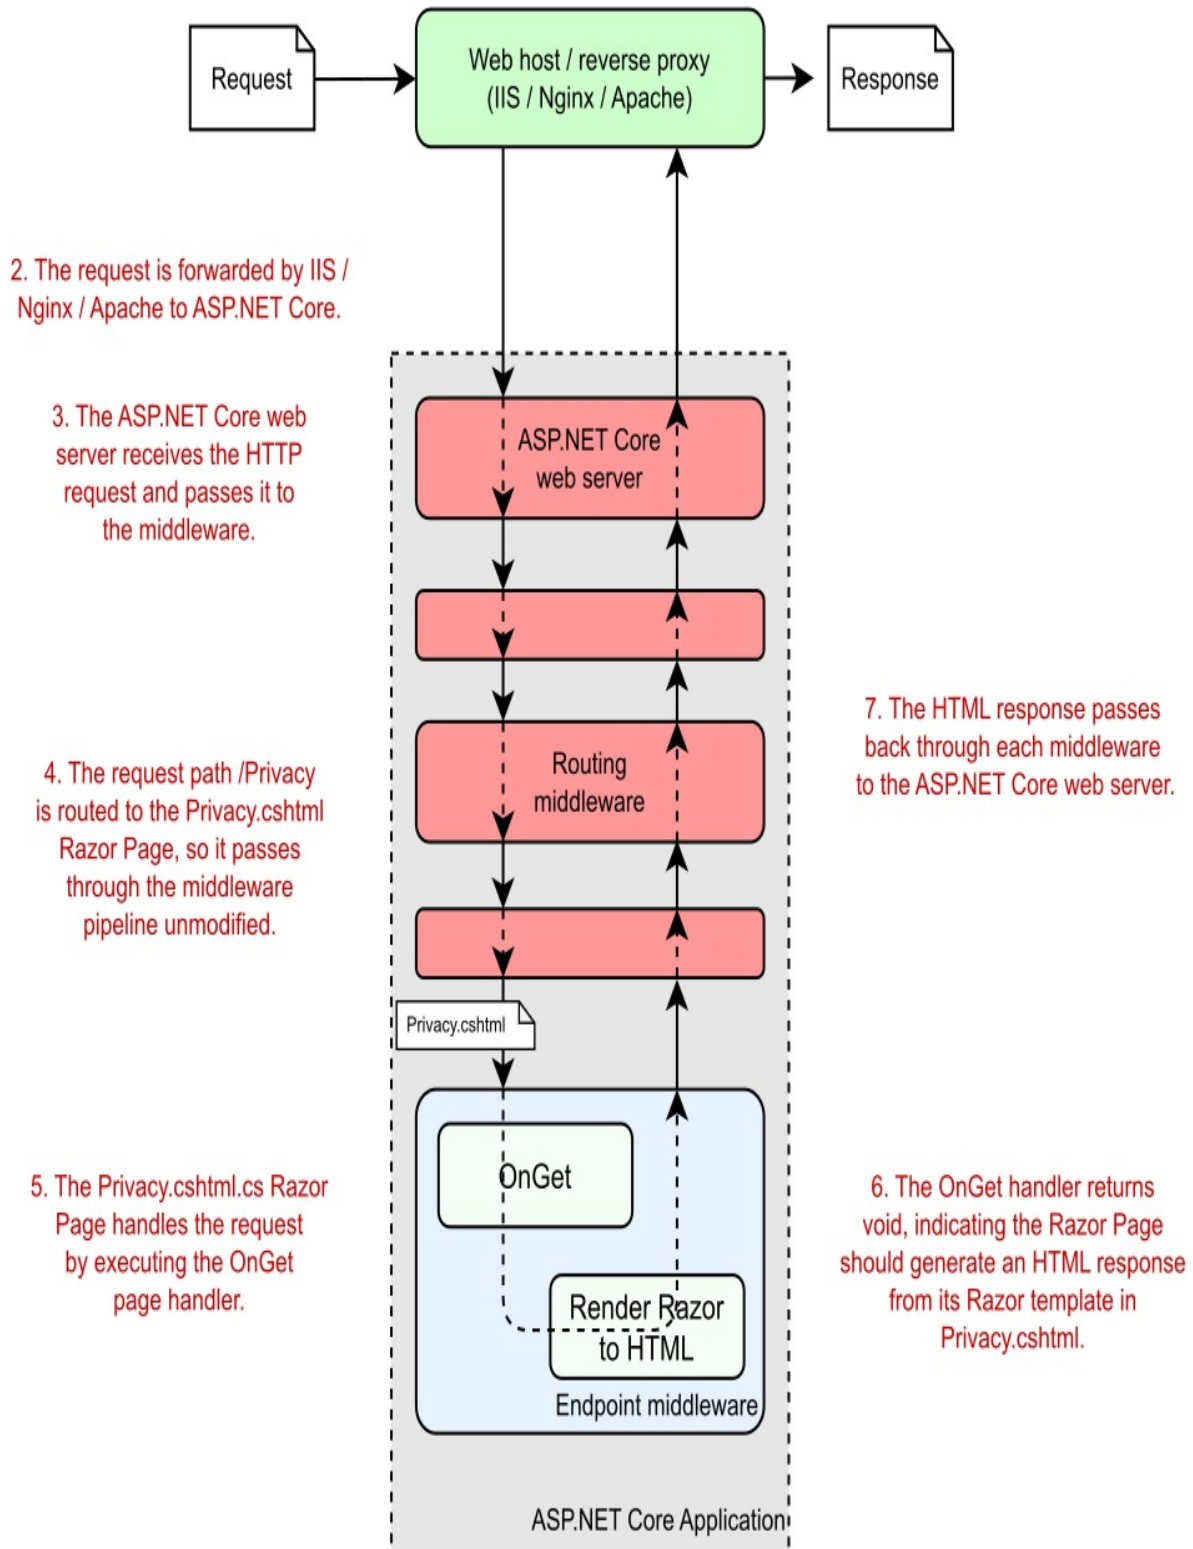 Request
Web host / reverse proxy
(IIS / Nginx / Apache)
Response
2. The request is forwarded by IIS /
Nginx / Apache to ASP.NET Core.
3. The ASP.NET Core web
server receives the HTTP
request and passes it to
the middleware.
ASP.NET Core
web server
4. The request path /Privacy
is routed to the Privacy.cshtml
Razor Page, so it passes
through the middleware
pipeline unmodified.
Routing
middleware
7. The HTML response passes
back through each middleware
to the ASP.NET Core web server.
Privacy.cshtml
5. The Privacy.cshtml.cs Razor
Page handles the request
by executing the OnGet
page handler.
OnGet
Render Razor
to HTML
Endpoint middleware
6. The OnGet handler returns
void, indicating the Razor Page
should generate an HTML response
from its Razor template in
Privacy.cshtml.
ASP.NET Core Application